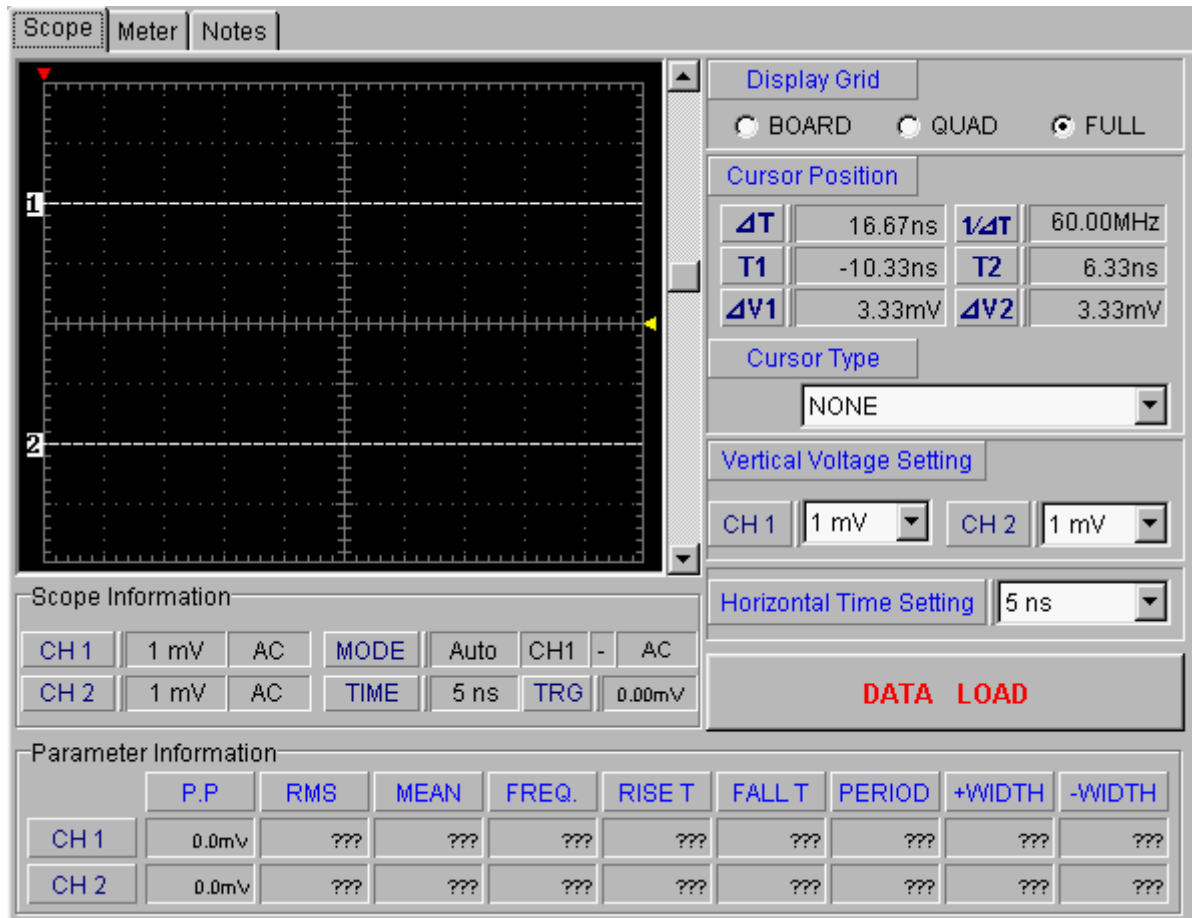 Scope Meter Notes
Display Grid
BOARD QUAD FULL
Cursor Position
⊿T 16.67ns 1/⊿T 60.00MHz
T1 -10.33ns T2 6.33ns
⊿V1 3.33mV ⊿V2 3.33mV
Cursor Type
NONE
1
2
Vertical Voltage Setting
CH 1 1 mV CH 2 1 mV
Horizontal Time Setting 5 ns
DATA LOAD
Scope Information
CH 1 1 mV AC MODE Auto CH1 - AC
CH 2 1 mV AC TIME 5 ns TRG 0.00mV
Parameter Information
P.P RMS MEAN FREQ. RISE T FALL T PERIOD +WIDTH -WIDTH
CH 1 0.0mV ??? ??? ??? ??? ??? ??? ??? ???
CH 2 0.0mV ??? ??? ??? ??? ??? ??? ??? ???